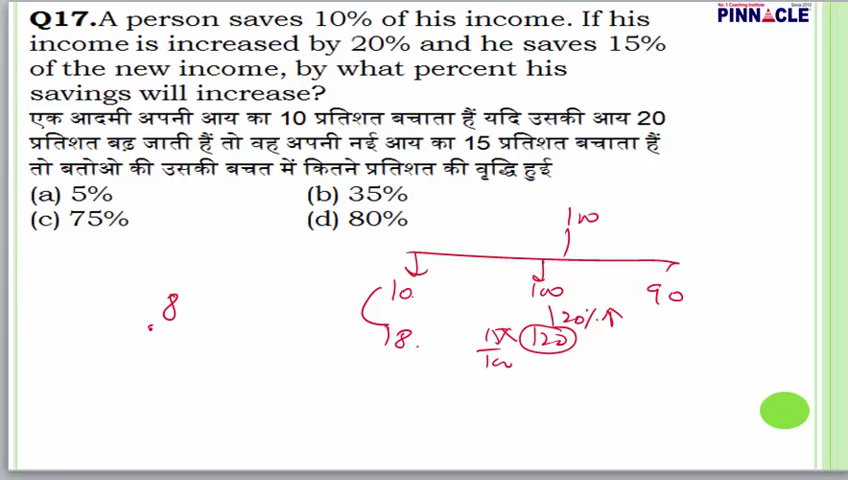 No. 1 Coaching Institute Since 2010
PINNACLE
Q17.A person saves 10% of his income. If his
income is increased by 20% and he saves 15%
of the new income, by what percent his
savings will increase?
एक आदमी अपनी आय का 10 प्रतिशत बचाता हैं यदि उसकी आय 20
प्रतिशत बढ़ जाती हैं तो वह अपनी नई आय का 15 प्रतिशत बचाता हैं
तो बताओ की उसकी बचत में कितने प्रतिशत की वृद्धि हुई
(a) 5% (b) 35%
(c) 75% (d) 80%
100
10. 100 90
8 20%↑
18. 15×120
100